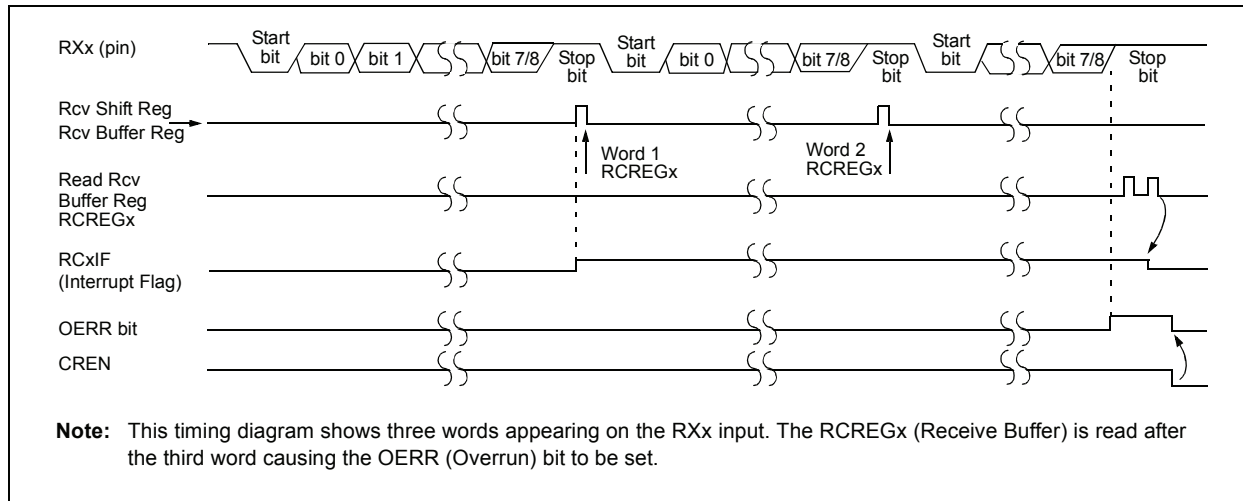 RXx (pin)
Start bit
bit 0
bit 1
bit 7/8
Stop bit
Start bit
bit 0
bit 7/8
Stop bit
Start bit
bit 7/8
Stop bit
Rcv Shift Reg
Rcv Buffer Reg
Word 1
RCREGx
Word 2
RCREGx
Read Rcv
Buffer Reg
RCREGx
RCxIF
(Interrupt Flag)
OERR bit
CREN
Note: This timing diagram shows three words appearing on the RXx input. The RCREGx (Receive Buffer) is read after
the third word causing the OERR (Overrun) bit to be set.